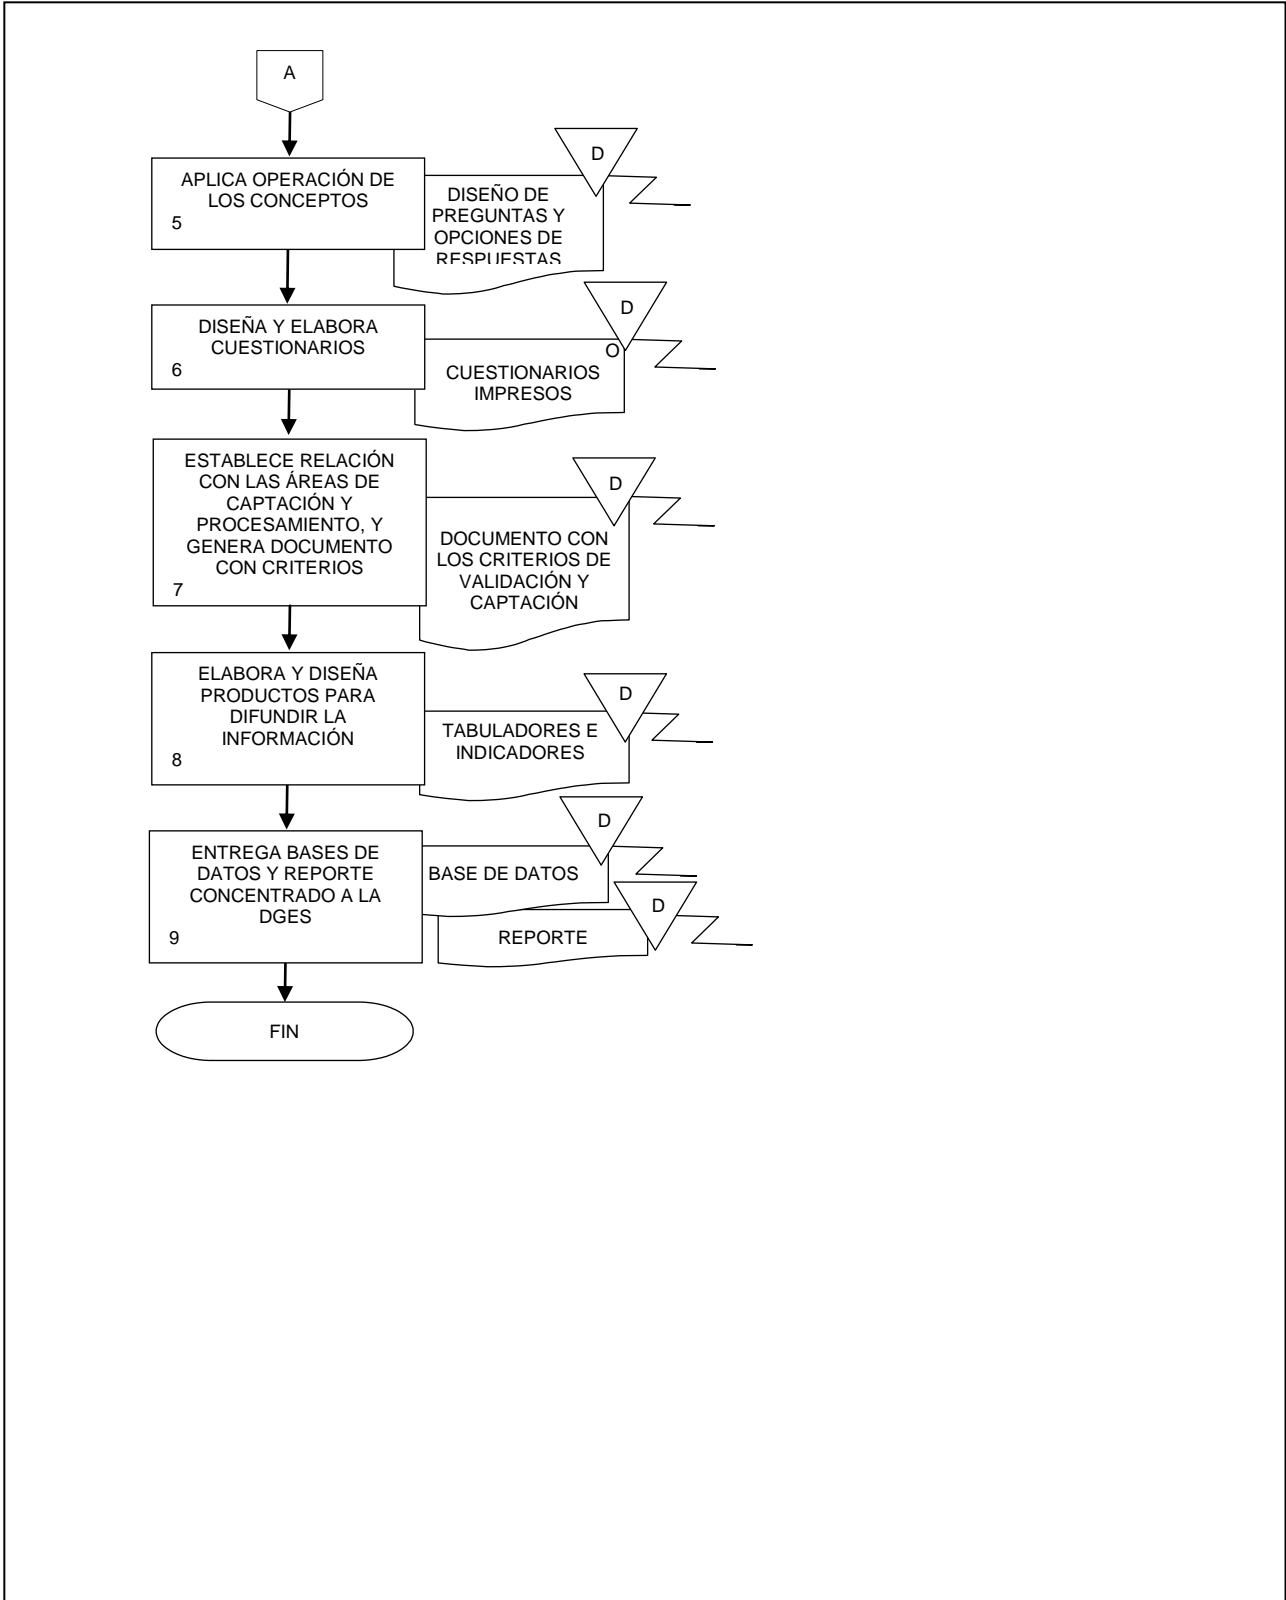 A
APLICA OPERACIÓN DE
LOS CONCEPTOS
5
D
DISEÑO DE
PREGUNTAS Y
OPCIONES DE
RESPUESTAS
DISEÑA Y ELABORA
CUESTIONARIOS
6
D
O
CUESTIONARIOS
IMPRESOS
ESTABLECE RELACIÓN
CON LAS ÁREAS DE
CAPTACIÓN Y
PROCESAMIENTO, Y
GENERA DOCUMENTO
CON CRITERIOS
7
D
DOCUMENTO CON
LOS CRITERIOS DE
VALIDACIÓN Y
CAPTACIÓN
ELABORA Y DISEÑA
PRODUCTOS PARA
DIFUNDIR LA
INFORMACIÓN
8
D
TABULADORES E
INDICADORES
ENTREGA BASES DE
DATOS Y REPORTE
CONCENTRADO A LA
DGES
9
D
BASE DE DATOS
D
REPORTE
FIN